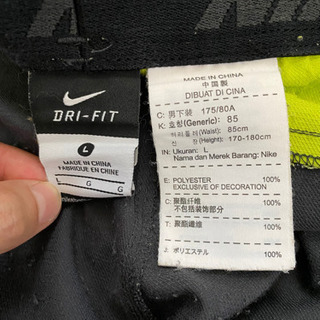 DRI-FIT
L
MADE IN CHINA
FABRIQUÉ EN CHINE
L G G
MADE IN CHINA
中国製
DIBUAT DI CINA
C: 男下装 175/80A
K: 호칭(Generic): 85
허리둘레(Waist): 85cm
신 장(Height): 170-180cm
IN: Ukuran: L
Nama dan Merek Barang: Nike
E: POLYESTER 100%
EXCLUSIVE OF DECORATION
C: 聚酯纤维 100%
不包括装饰部分
T: 聚酯纖維 100%
J: ポリエステル 100%